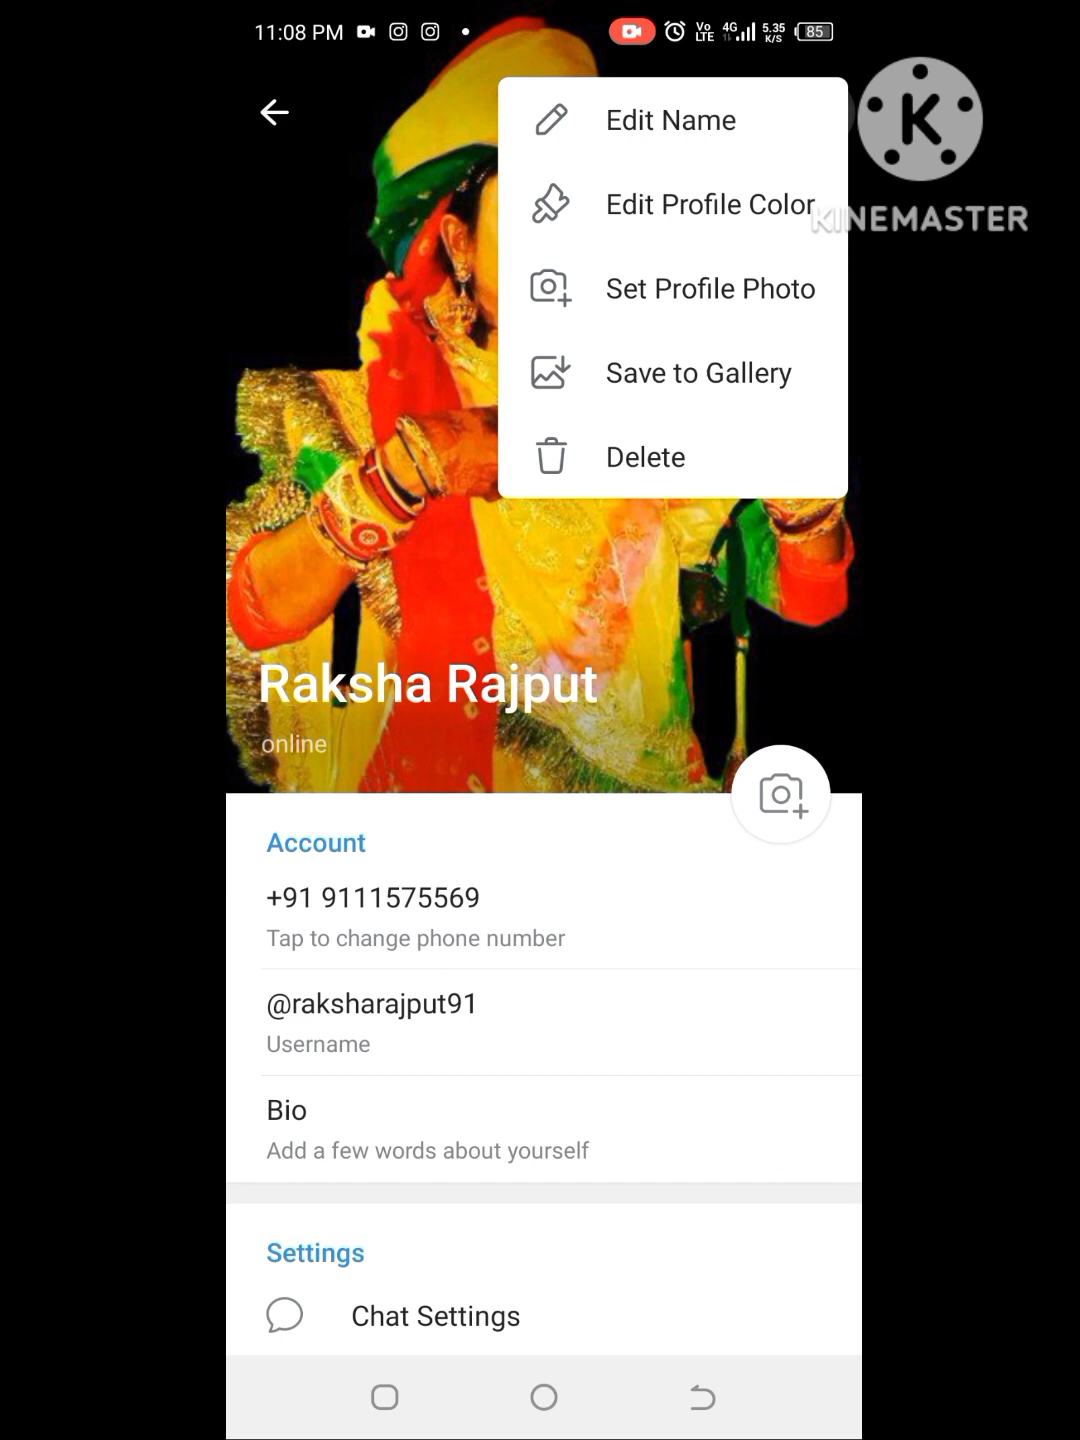 11:08 PM
Vo LTE 4G 5.35 K/S 85
K
KINEMASTER
Edit Name
Edit Profile Color
Set Profile Photo
Save to Gallery
Delete
Raksha Rajput
online
Account
+91 9111575569
Tap to change phone number
@raksharajput91
Username
Bio
Add a few words about yourself
Settings
Chat Settings